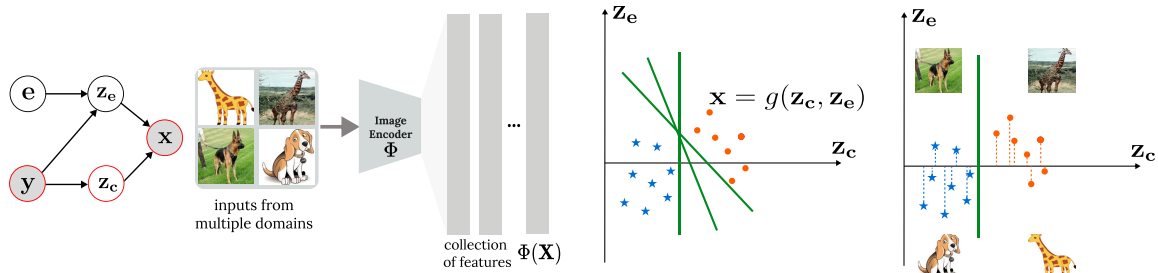 e
z_e
x
y
z_c
inputs from
multiple domains
Image
Encoder
Φ
...
collection
of features
Φ(X)
z_e
x = g(z_c, z_e)
z_c
z_e
z_c